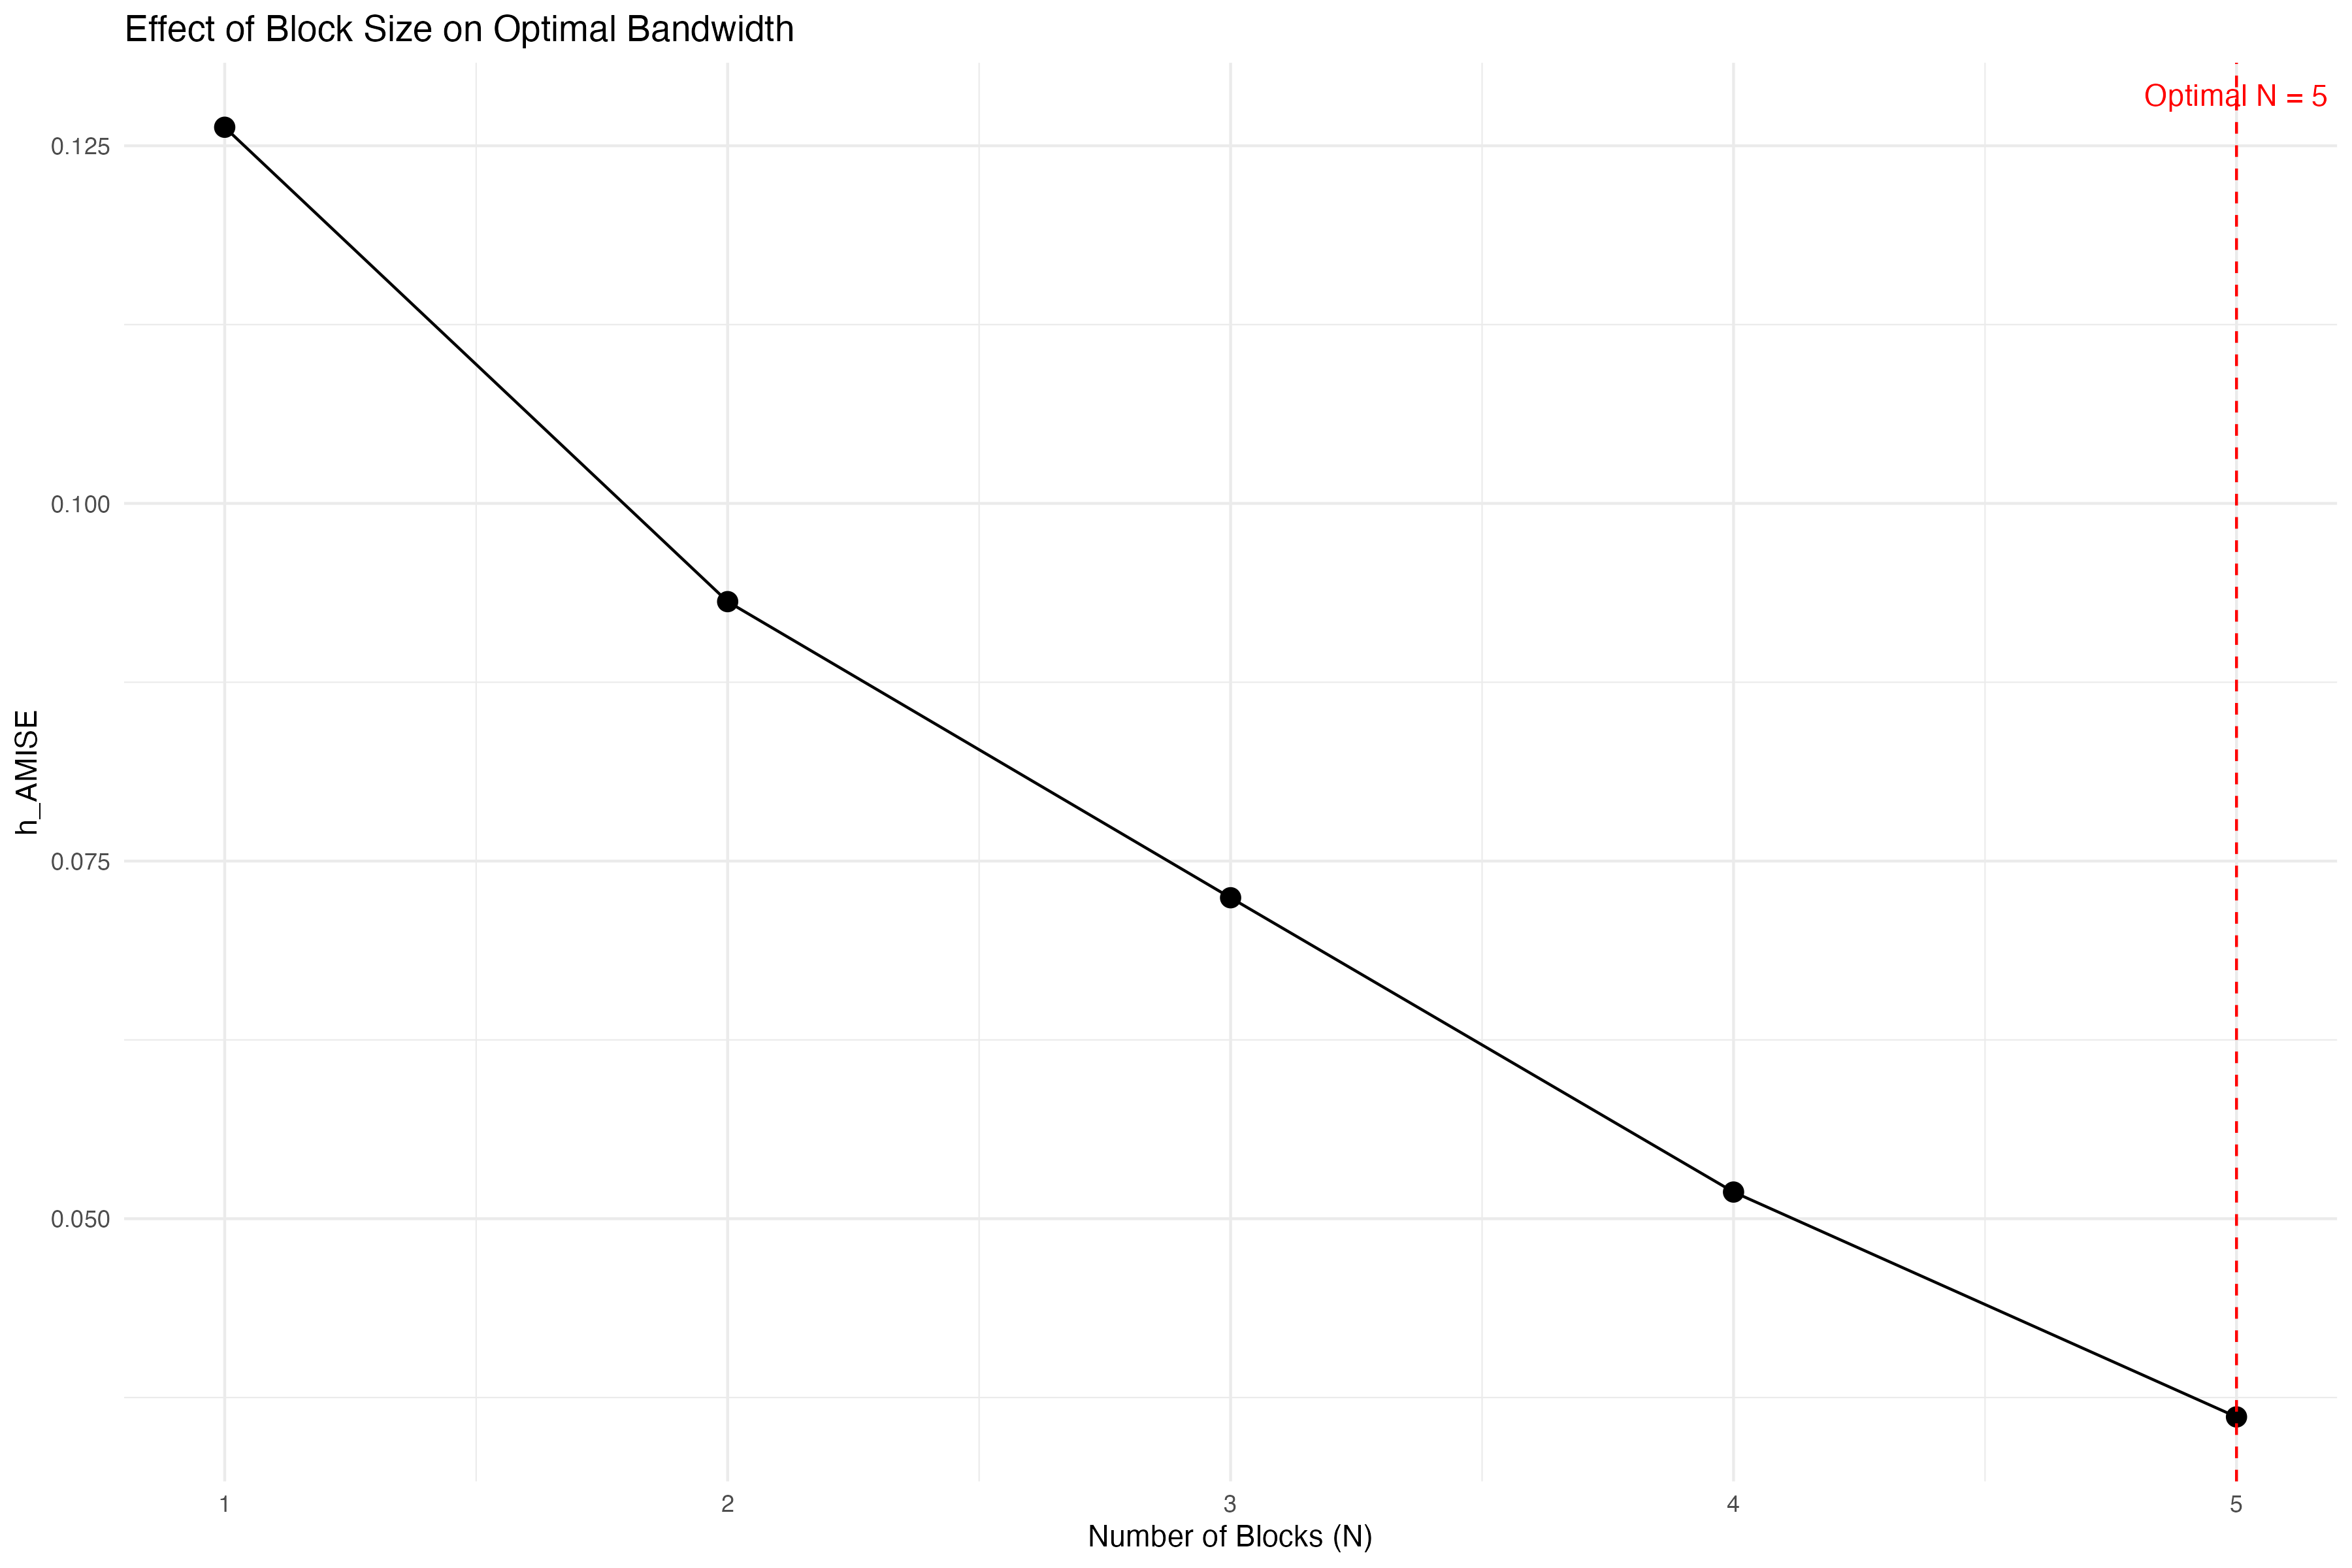 Effect of Block Size on Optimal Bandwidth
Optimal N = 5
0.125
0.100
0.075
0.050
h_AMISE
1
2
3
4
5
Number of Blocks (N)